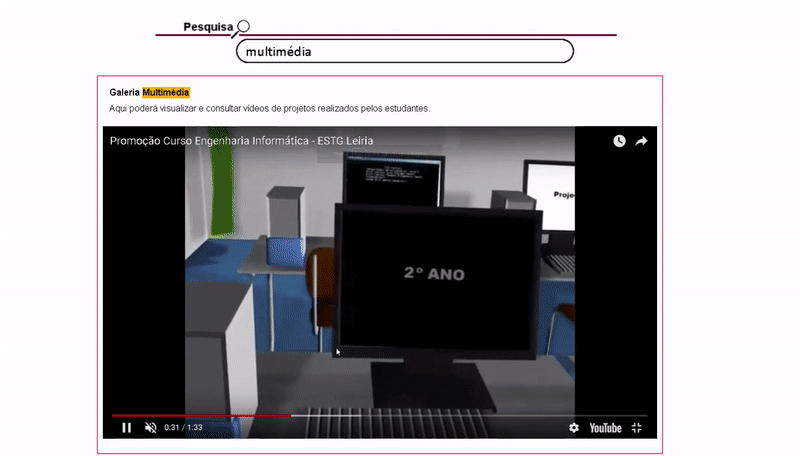 Pesquisa
multimédia
Galeria Multimédia
Aqui poderá visualizar e consultar vídeos de projetos realizados pelos estudantes.
Promoção Curso Engenharia Informática - ESTG Leiria
Proje
2º ANO
0:31 / 1:33
YouTube